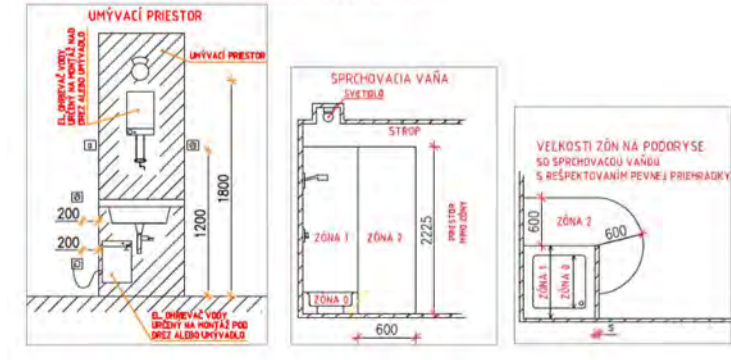 UMÝVACÍ PRIESTOR
EL. OHRIEVAČ VODY
URČENÝ NA MONTÁŽ NAD
DREZ ALEBO UMÝVADLO
UMÝVACÍ PRIESTOR
200
200
1200
1800
EL. OHRIEVAČ VODY
URČENÝ NA MONTÁŽ POD
DREZ ALEBO UMÝVADLO
SPRCHOVACIA VAŇA
SVETIDLO
STROP
ZÓNA 1
ZÓNA 2
ZÓNA 0
2225
PRIESTOR
MIMO ZÓNY
600
VEĽKOSTI ZÓN NA PÔDORYSE
SO SPRCHOVACOU VAŇOU
S REŠPEKTOVANÍM PEVNEJ PRIEHRADKY
600
ZÓNA 2
600
ZÓNA 1
ZÓNA 0
S